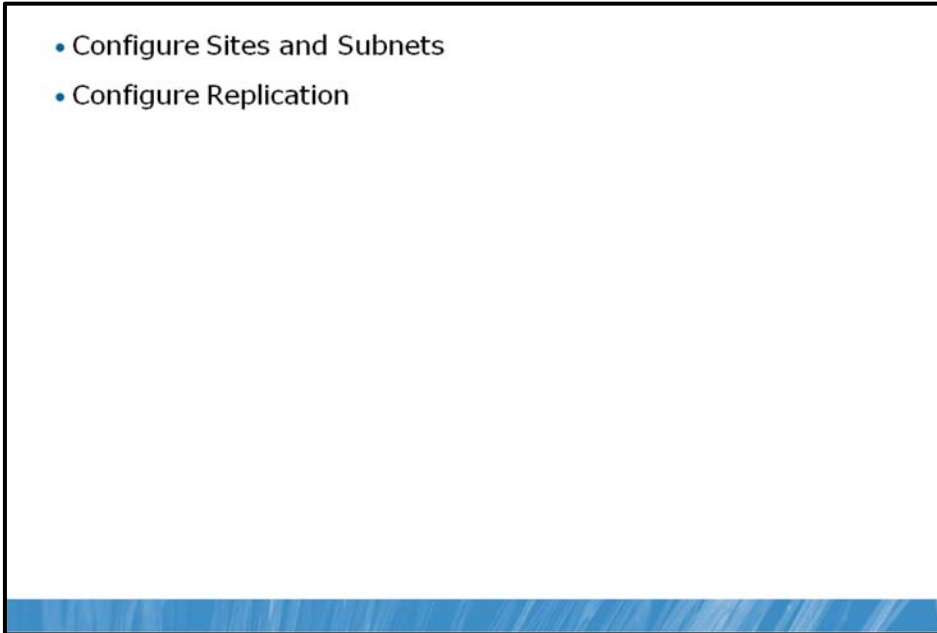 • Configure Sites and Subnets
• Configure Replication